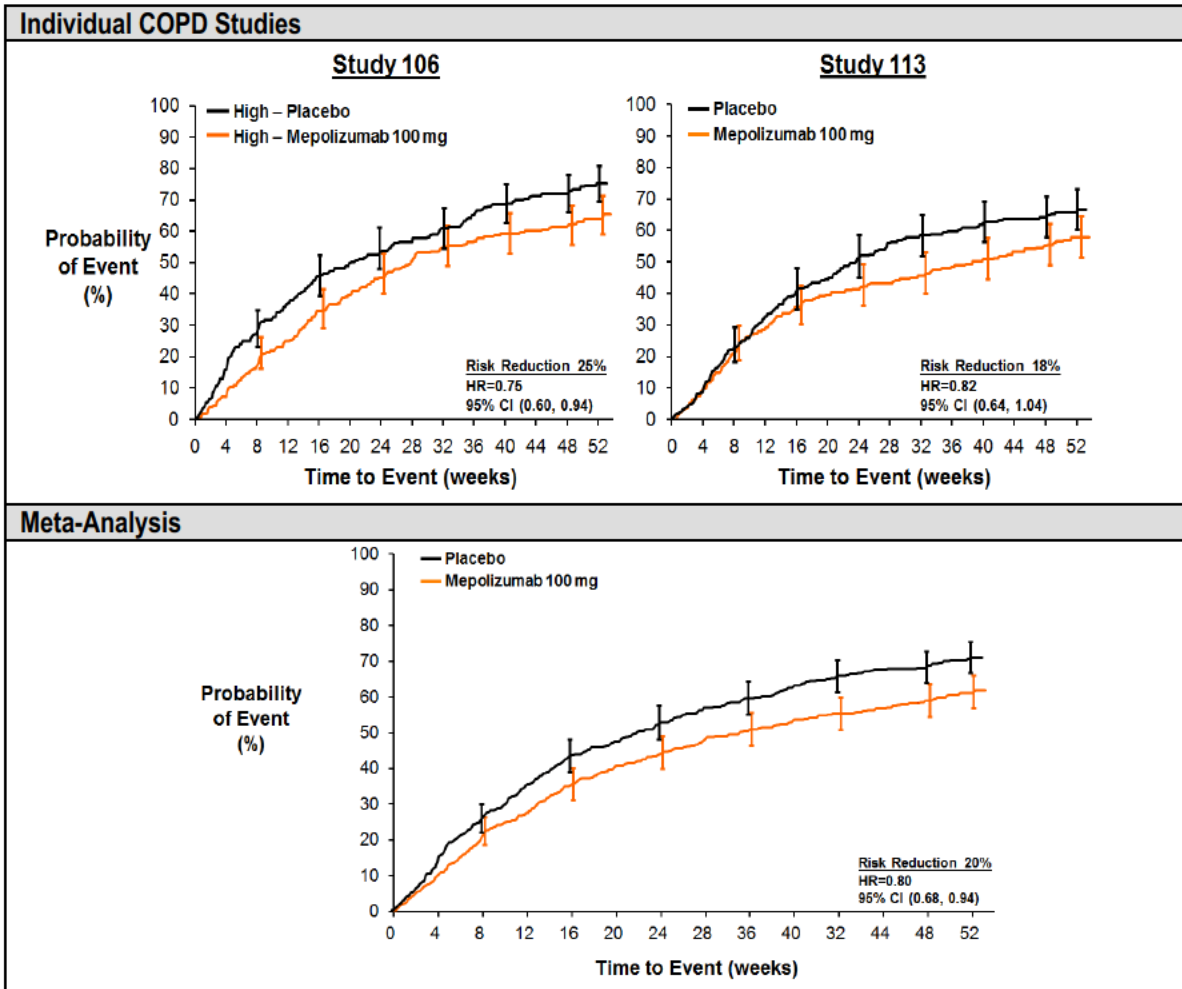 Individual COPD Studies
Study 106
High – Placebo
High – Mepolizumab 100 mg
100
90
80
70
60
50
40
30
20
10
0
Probability
of Event
(%)
Risk Reduction 25%
HR=0.75
95% CI (0.60, 0.94)
0 4 8 12 16 20 24 28 32 36 40 44 48 52
Time to Event (weeks)
Study 113
Placebo
Mepolizumab 100 mg
100
90
80
70
60
50
40
30
20
10
0
Risk Reduction 18%
HR=0.82
95% CI (0.64, 1.04)
0 4 8 12 16 20 24 28 32 36 40 44 48 52
Time to Event (weeks)
Meta-Analysis
Placebo
Mepolizumab 100 mg
100
90
80
70
60
50
40
30
20
10
0
Probability
of Event
(%)
Risk Reduction 20%
HR=0.80
95% CI (0.68, 0.94)
0 4 8 12 16 20 24 28 36 40 32 44 48 52
Time to Event (weeks)